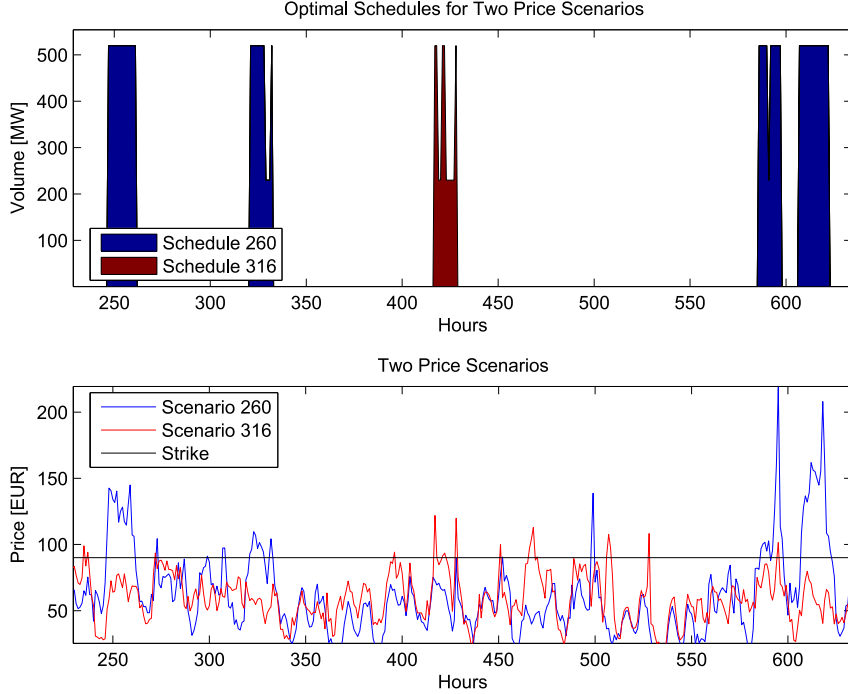 Optimal Schedules for Two Price Scenarios
500
400
300
200
100
Volume [MW]
Schedule 260
Schedule 316
250 300 350 400 450 500 550 600
Hours
Two Price Scenarios
200
150
100
50
Price [EUR]
Scenario 260
Scenario 316
Strike
250 300 350 400 450 500 550 600
Hours